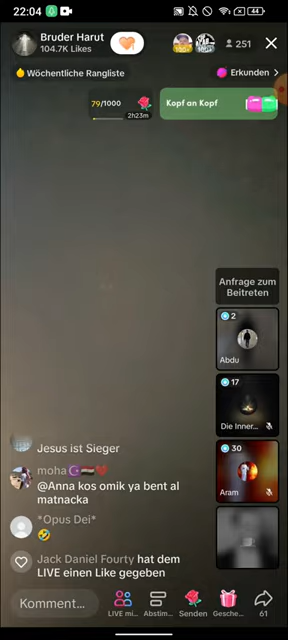 22:04
44
Bruder Harut
104.7K Likes
251
Wöchentliche Rangliste
Erkunden
79/1000
2h23m
Kopf an Kopf
Anfrage zum
Beitreten
2
Abdu
17
Die Inner...
30
Aram
Jesus ist Sieger
moha
@Anna kos omik ya bent al
matnacka
*Opus Dei*
🤣
Jack Daniel Fourty hat dem
LIVE einen Like gegeben
Komment...
LIVE mi...
Abstim...
Senden
Gesche...
61